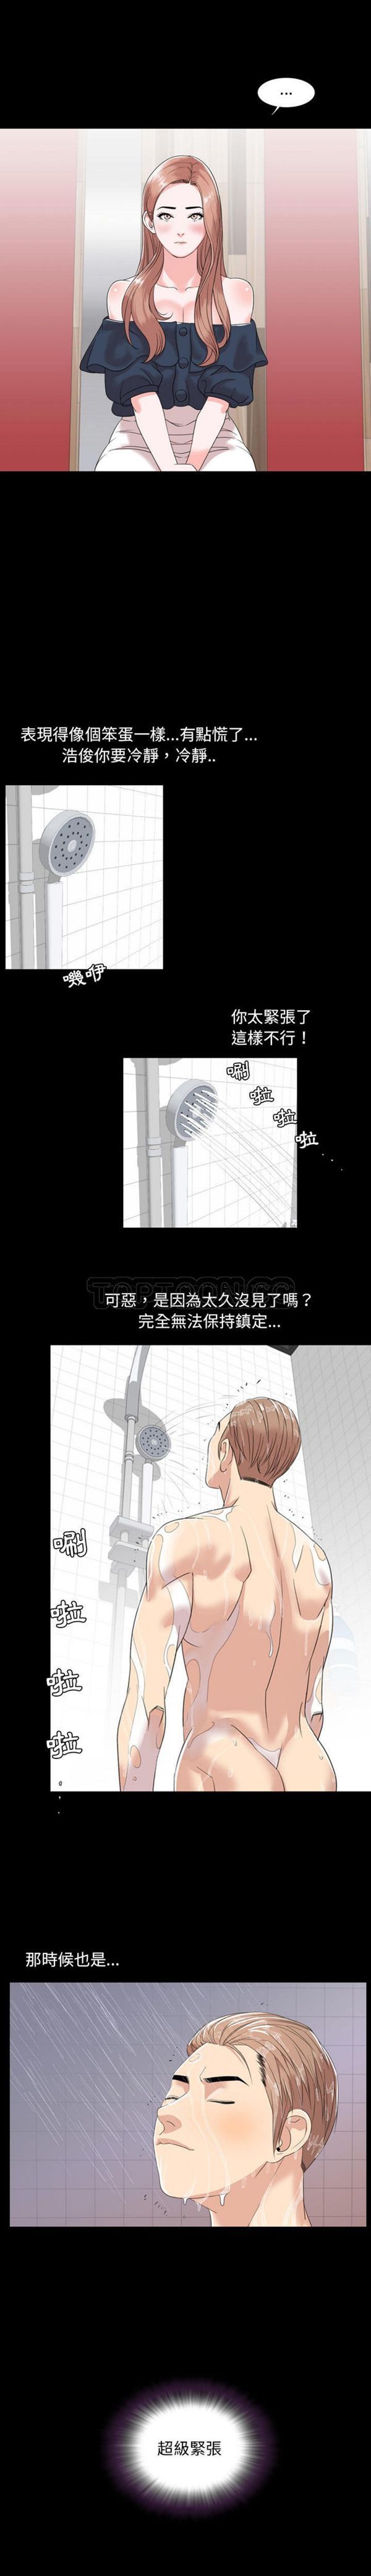 ...
表現得像個笨蛋一樣...有點慌了...
浩俊你要冷靜，冷靜..
嘰咿
你太緊張了
這樣不行！
唰
啦
啦
啦
TOPTOON
可惡，是因為太久沒見了嗎？
完全無法保持鎮定...
唰
啦
啦
啦
那時候也是...
超級緊張